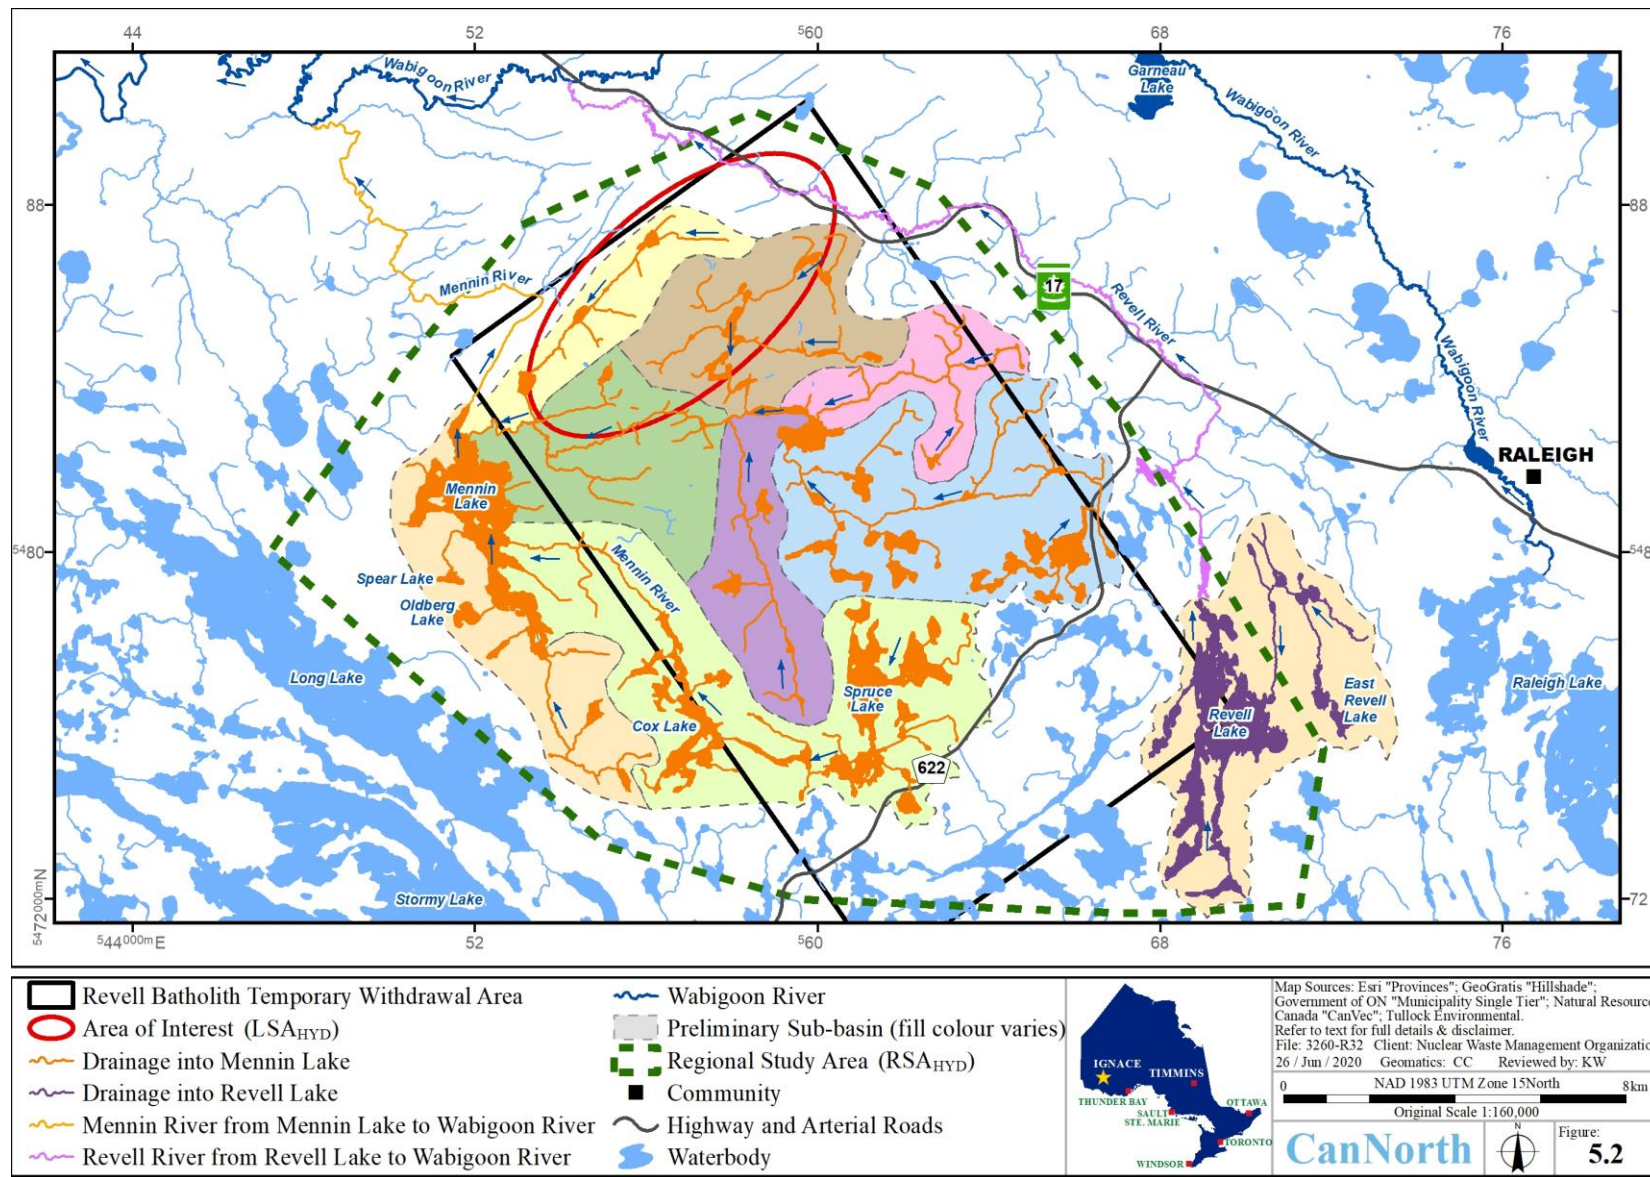 44 52 ⁵60 68 76
Wabigoon River
Garneau
Lake
Wabigoon River
88
88
Mennin River
17
Revell River
Wabigoon River
RALEIGH
Mennin
Lake
⁵⁴80
⁵⁴8
Mennin River
Spear Lake
Oldberg
Lake
Long Lake
Spruce
Lake
Cox Lake
Revell
Lake
East
Revell
Lake
Raleigh Lake
622
Stormy Lake
⁵⁴72⁰⁰⁰ᵐN
72
⁵44⁰⁰⁰ᵐE 52 ⁵60 68 76
Revell Batholith Temporary Withdrawal Area
Area of Interest (LSAHYD)
Drainage into Mennin Lake
Drainage into Revell Lake
Mennin River from Mennin Lake to Wabigoon River
Revell River from Revell Lake to Wabigoon River
Wabigoon River
Preliminary Sub-basin (fill colour varies)
Regional Study Area (RSAHYD)
Community
Highway and Arterial Roads
Waterbody
IGNACE
TIMMINS
THUNDER BAY
SAULT
STE. MARIE
OTTAWA
TORONTO
WINDSOR
Map Sources: Esri "Provinces"; GeoGratis "Hillshade";
Government of ON "Municipality Single Tier"; Natural Resourc
Canada "CanVec"; Tullock Environmental.
Refer to text for full details & disclaimer.
File: 3260-R32 Client: Nuclear Waste Management Organizatio
26 / Jun / 2020 Geomatics: CC Reviewed by: KW
0 NAD 1983 UTM Zone 15North 8km
Original Scale 1:160,000
CanNorth
N
Figure:
5.2